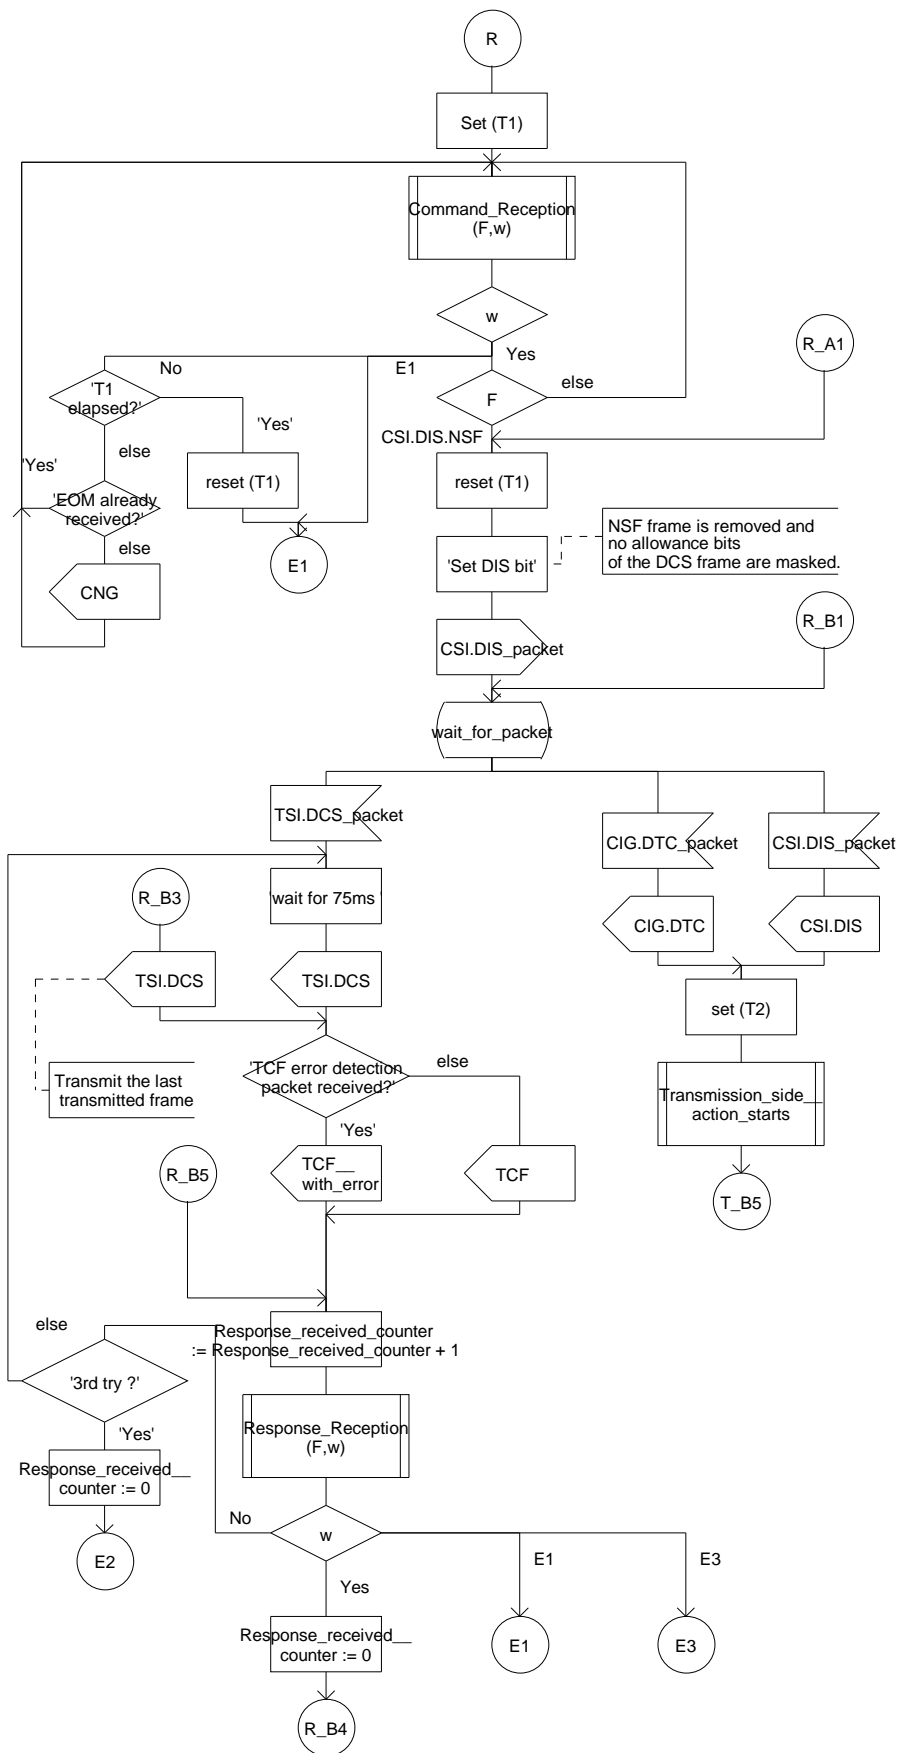 R
Set (T1)
Command_Reception
(F,w)
w
No
E1
Yes
R_A1
'T1
elapsed?'
F
else
'Yes'
CSI.DIS.NSF
else
'Yes'
reset (T1)
reset (T1)
'EOM already
received?'
NSF frame is removed and
no allowance bits
of the DCS frame are masked.
else
E1
'Set DIS bit'
CNG
R_B1
CSI.DIS_packet
wait_for_packet
TSI.DCS_packet
CIG.DTC_packet
CSI.DIS_packet
R_B3
'wait for 75ms '
CIG.DTC
CSI.DIS
TSI.DCS
TSI.DCS
set (T2)
'TCF error detection
packet received?'
else
Transmit the last
transmitted frame
Transmission_side__
action_starts
'Yes'
R_B5
TCF__
with_error
TCF
T_B5
else
Response_received_counter
:= Response_received_counter + 1
'3rd try ?'
'Yes'
Response_Reception
(F,w)
Response_received__
counter := 0
No
w
E2
E1
E3
Yes
Response_received__
counter := 0
E1
E3
R_B4